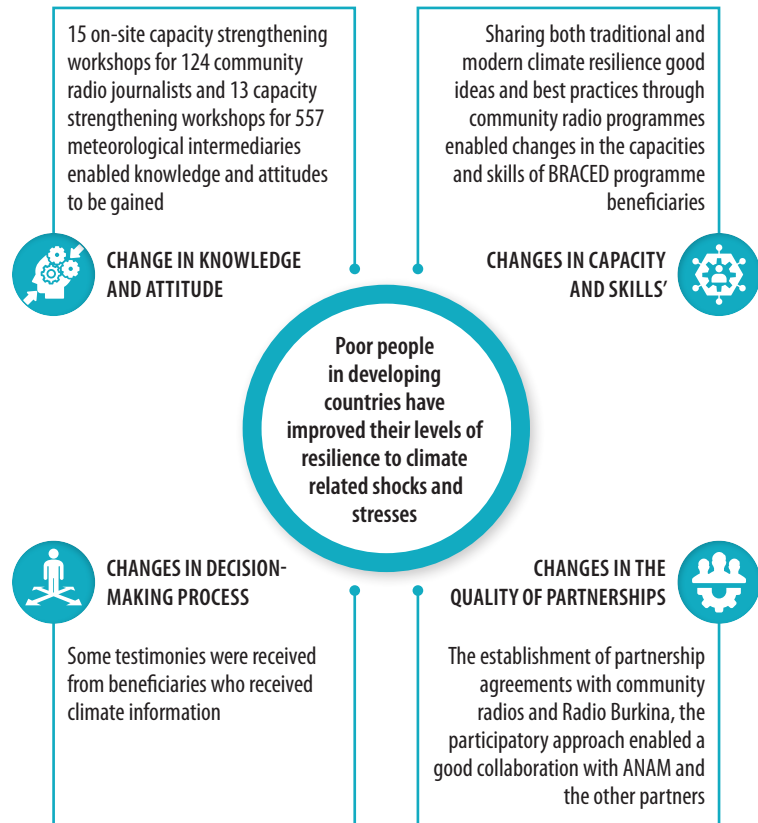 15 on-site capacity strengthening
workshops for 124 community
radio journalists and 13 capacity
strengthening workshops for 557
meteorological intermediaries
enabled knowledge and attitudes
to be gained
CHANGE IN KNOWLEDGE
AND ATTITUDE
Sharing both traditional and
modern climate resilience good
ideas and best practices through
community radio programmes
enabled changes in the capacities
and skills of BRACED programme
beneficiaries
CHANGES IN CAPACITY
AND SKILLS’
Poor people
in developing
countries have
improved their levels of
resilience to climate
related shocks and
stresses
CHANGES IN DECISION-
MAKING PROCESS
Some testimonies were received
from beneficiaries who received
climate information
CHANGES IN THE
QUALITY OF PARTNERSHIPS
The establishment of partnership
agreements with community
radios and Radio Burkina, the
participatory approach enabled a
good collaboration with ANAM and
the other partners